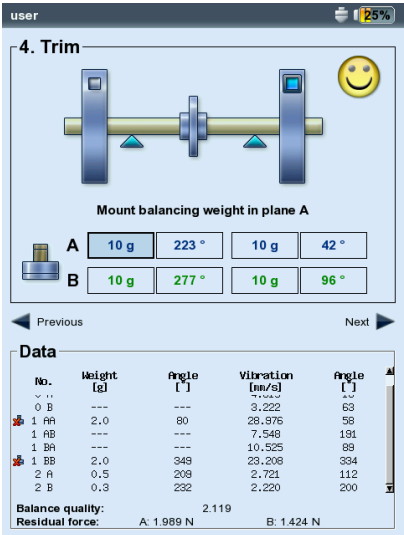 user 25%
4. Trim
Mount balancing weight in plane A
A 10 g 223 ° 10 g 42 °
B 10 g 277 ° 10 g 96 °
Previous Next
Data
No. Weight [g] Angle [°] Vibration [mm/s] Angle [°]
0 B --- --- 3.222 63
1 AA 2.0 80 28.976 58
1 AB --- --- 7.548 191
1 BA --- --- 10.525 89
1 BB 2.0 349 23.208 334
2 A 0.5 209 2.721 112
2 B 0.3 232 2.220 200
Balance quality: 2.119
Residual force: A: 1.989 N B: 1.424 N